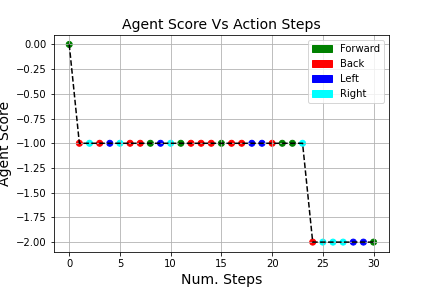 Agent Score Vs Action Steps
0.00
−0.25
−0.50
−0.75
−1.00
−1.25
−1.50
−1.75
−2.00
Agent Score
Forward
Back
Left
Right
0 5 10 15 20 25 30
Num. Steps